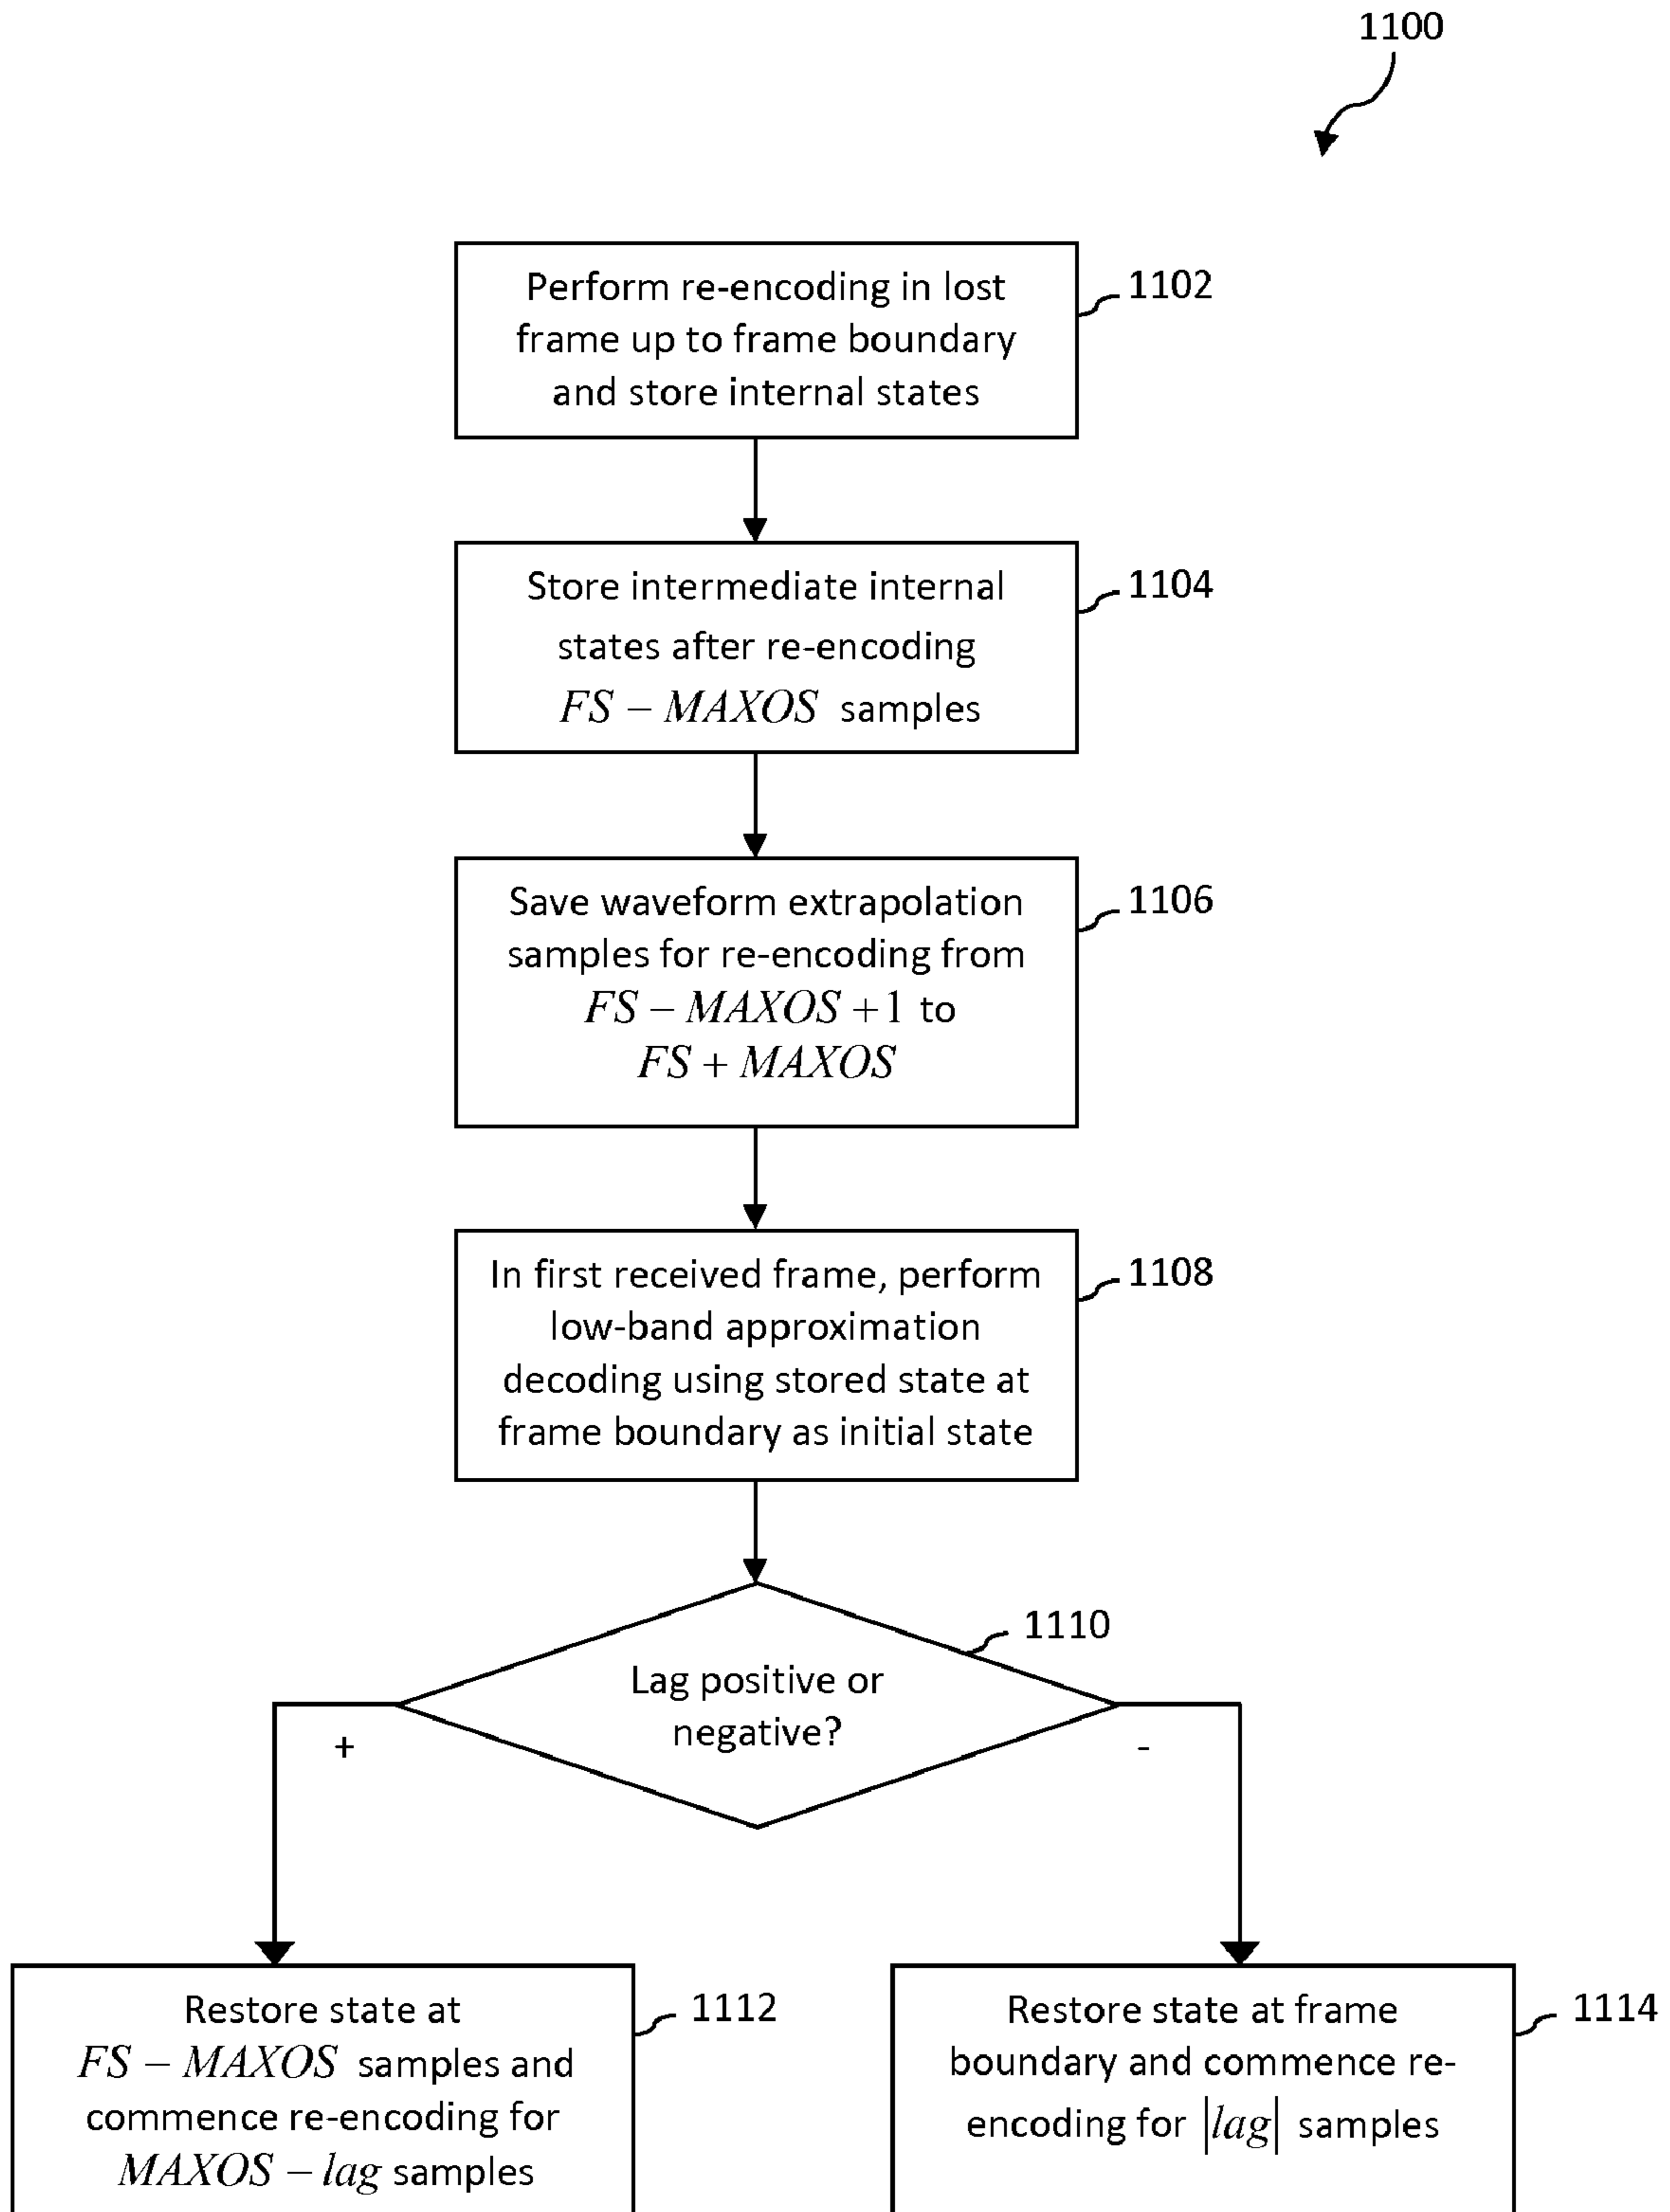 1100
Perform re-encoding in lost
frame up to frame boundary
and store internal states
1102
Store intermediate internal
states after re-encoding
FS – MAXOS samples
1104
Save waveform extrapolation
samples for re-encoding from
FS – MAXOS +1 to
FS + MAXOS
1106
In first received frame, perform
low-band approximation
decoding using stored state at
frame boundary as initial state
1108
Lag positive or
negative?
1110
+
-
Restore state at
FS – MAXOS samples and
commence re-encoding for
MAXOS – lag samples
1112
Restore state at frame
boundary and commence re-
encoding for |lag| samples
1114